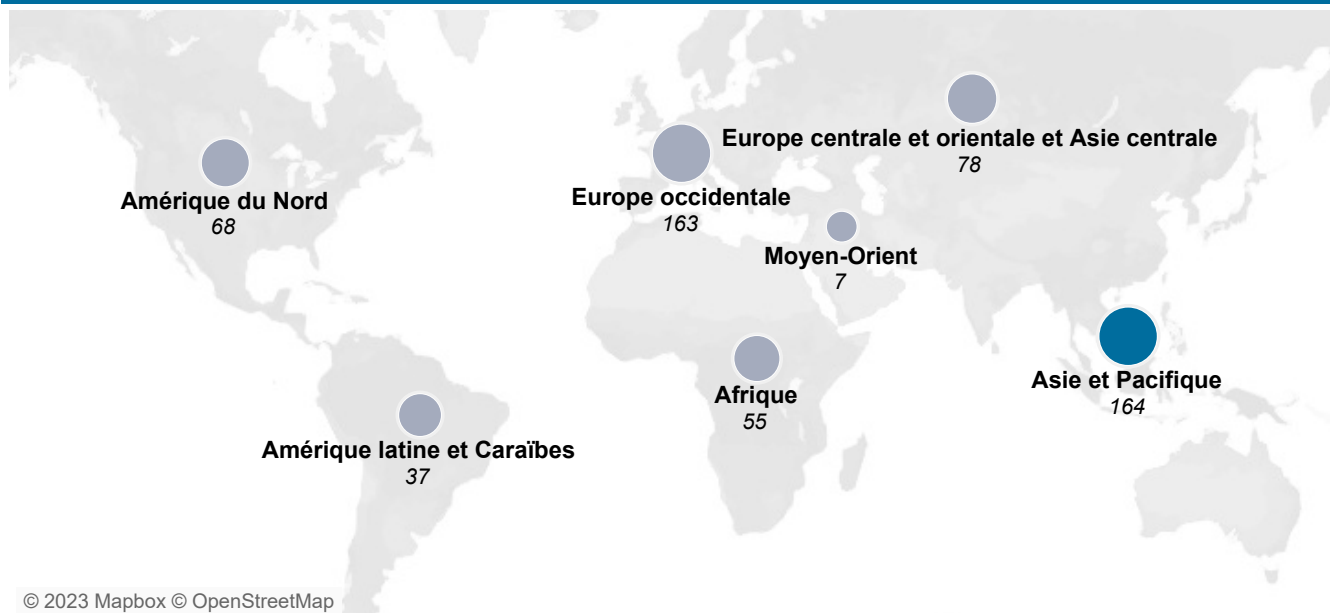 Europe centrale et orientale et Asie centrale
78
Amérique du Nord
68
Europe occidentale
163
Moyen-Orient
7
Asie et Pacifique
164
Afrique
55
Amérique latine et Caraïbes
37
© 2023 Mapbox © OpenStreetMap